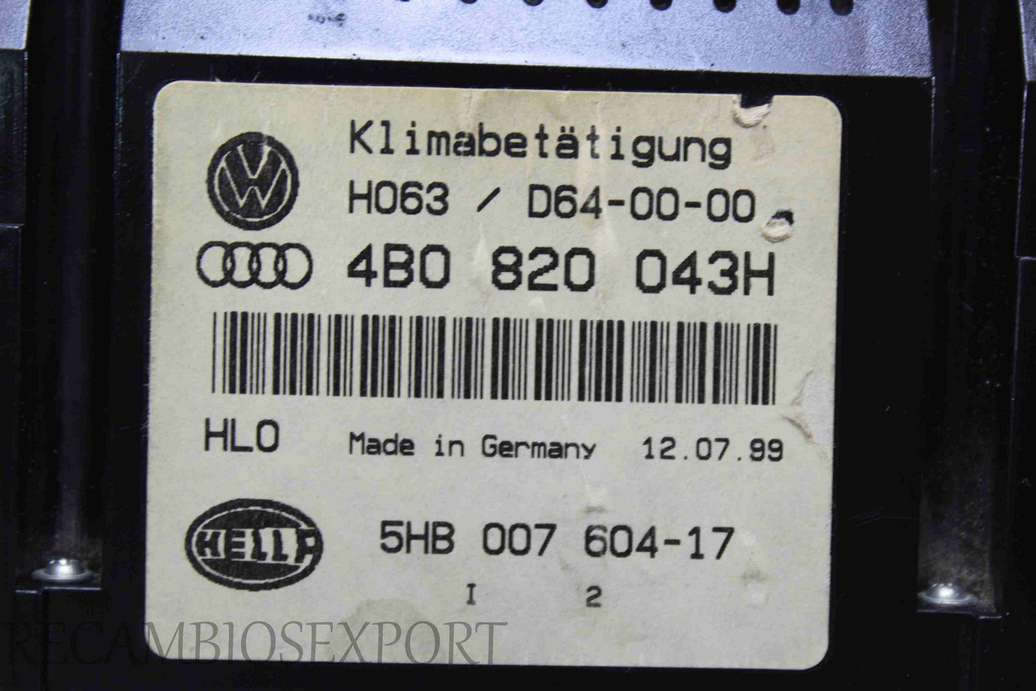 Klimabetätigung
H063 / D64-00-00
4B0 820 043H
HLO Made in Germany 12.07.99
HELLA 5HB 007 604-17
I 2
RECAMBIOSEXPORT